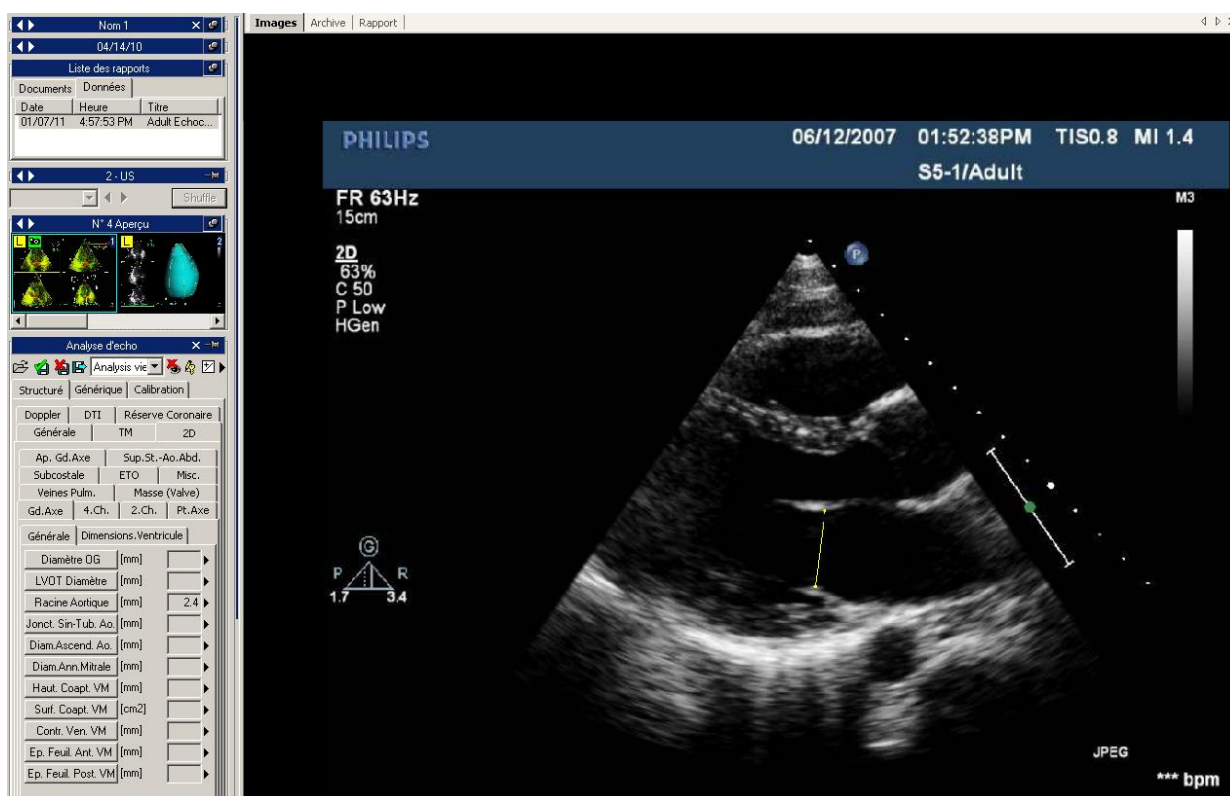 Nom 1
04/14/10
Liste des rapports
Documents Données
Date Heure Titre
01/07/11 4:57:53 PM Adult Echoc...
2 - US
Shuffle
N° 4 Aperçu
L L 1 2
Analyse d'echo
Analysis vie
Structuré Générique Calibration
Doppler DTI Réserve Coronaire
Générale TM 2D
Ap. Gd.Axe Sup.St.-Ao.Abd.
Subcostale ETO Misc.
Veines Pulm. Masse (Valve)
Gd.Axe 4.Ch. 2.Ch. Pt.Axe
Générale Dimensions.Ventricule
Diamètre OG [mm]
LVOT Diamètre [mm]
Racine Aortique [mm] 2.4
Jonct. Sin-Tub. Ao. [mm]
Diam.Ascend. Ao. [mm]
Diam.Ann.Mitrale [mm]
Haut. Coapt. VM [mm]
Surf. Coapt. VM [cm2]
Contr. Ven. VM [mm]
Ep. Feuil. Ant. VM [mm]
Ep. Feuil. Post. VM [mm]
Images Archive Rapport
PHILIPS 06/12/2007 01:52:38PM TIS0.8 MI 1.4
S5-1/Adult
FR 63Hz
15cm
M3
2D
63%
C 50
P Low
HGen
P
G
P R
1.7 3.4
JPEG
*** bpm